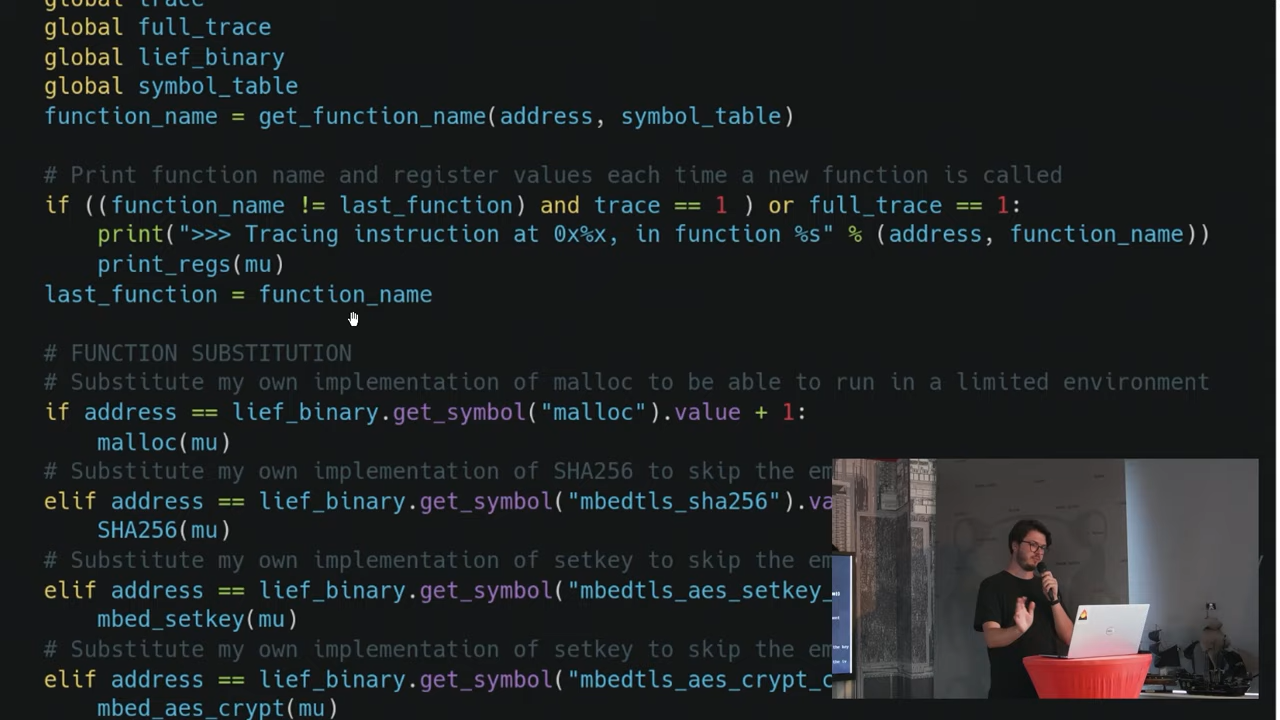 global trace
global full_trace
global lief_binary
global symbol_table
function_name = get_function_name(address, symbol_table)
# Print function name and register values each time a new function is called
if ((function_name != last_function) and trace == 1 ) or full_trace == 1:
print(">>> Tracing instruction at 0x%x, in function %s" % (address, function_name))
print_regs(mu)
last_function = function_name
# FUNCTION SUBSTITUTION
# Substitute my own implementation of malloc to be able to run in a limited environment
if address == lief_binary.get_symbol("malloc").value + 1:
malloc(mu)
# Substitute my own implementation of SHA256 to skip the em
elif address == lief_binary.get_symbol("mbedtls_sha256").va
SHA256(mu)
# Substitute my own implementation of setkey to skip the em
elif address == lief_binary.get_symbol("mbedtls_aes_setkey_
mbed_setkey(mu)
# Substitute my own implementation of setkey to skip the em
elif address == lief_binary.get_symbol("mbedtls_aes_crypt_c
mbed_aes_crypt(mu)